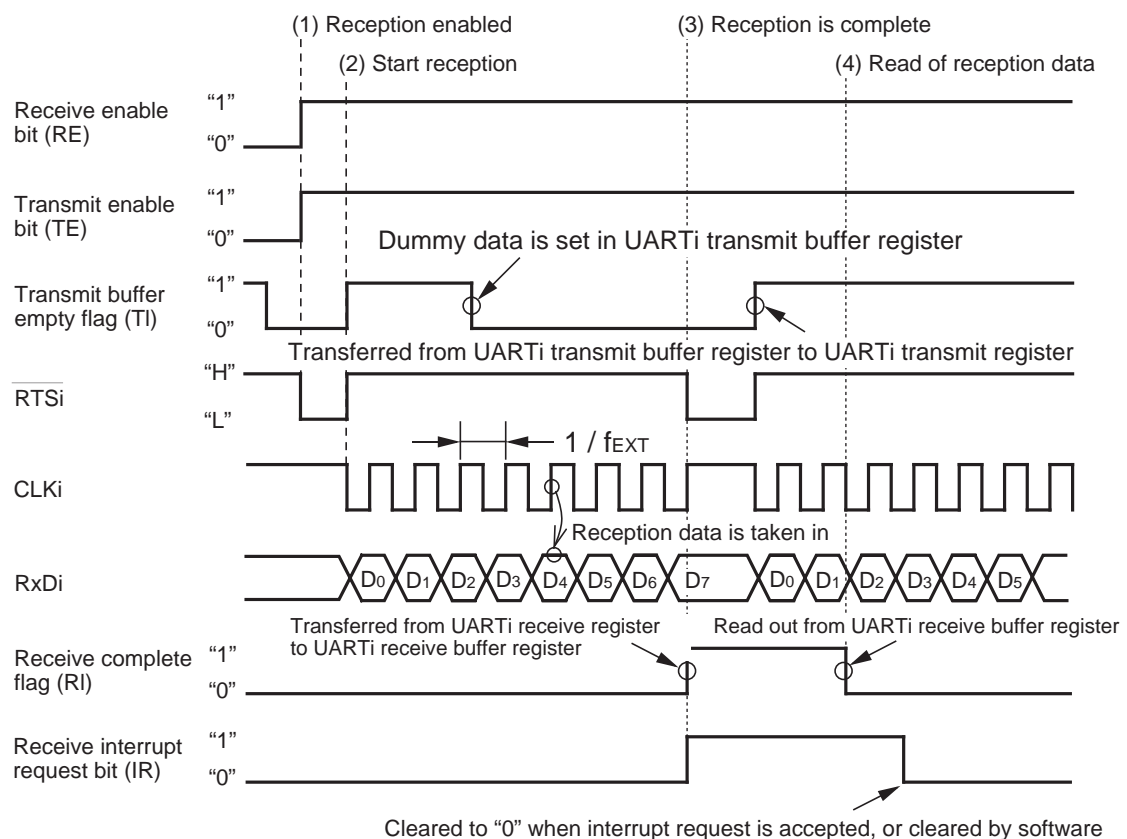 (1) Reception enabled
(3) Reception is complete
(2) Start reception
(4) Read of reception data
Receive enable
bit (RE)
“1”
“0”
Transmit enable
bit (TE)
“1”
“0”
Dummy data is set in UARTi transmit buffer register
Transmit buffer
empty flag (TI)
“1”
“0”
Transferred from UARTi transmit buffer register to UARTi transmit register
RTSi
“H”
“L”
1 / fEXT
CLKi
Reception data is taken in
RxDi
D0 D1 D2 D3 D4 D5 D6 D7 D0 D1 D2 D3 D4 D5
Transferred from UARTi receive register
to UARTi receive buffer register
Read out from UARTi receive buffer register
Receive complete
flag (RI)
“1”
“0”
Receive interrupt
request bit (IR)
“1”
“0”
Cleared to “0” when interrupt request is accepted, or cleared by software